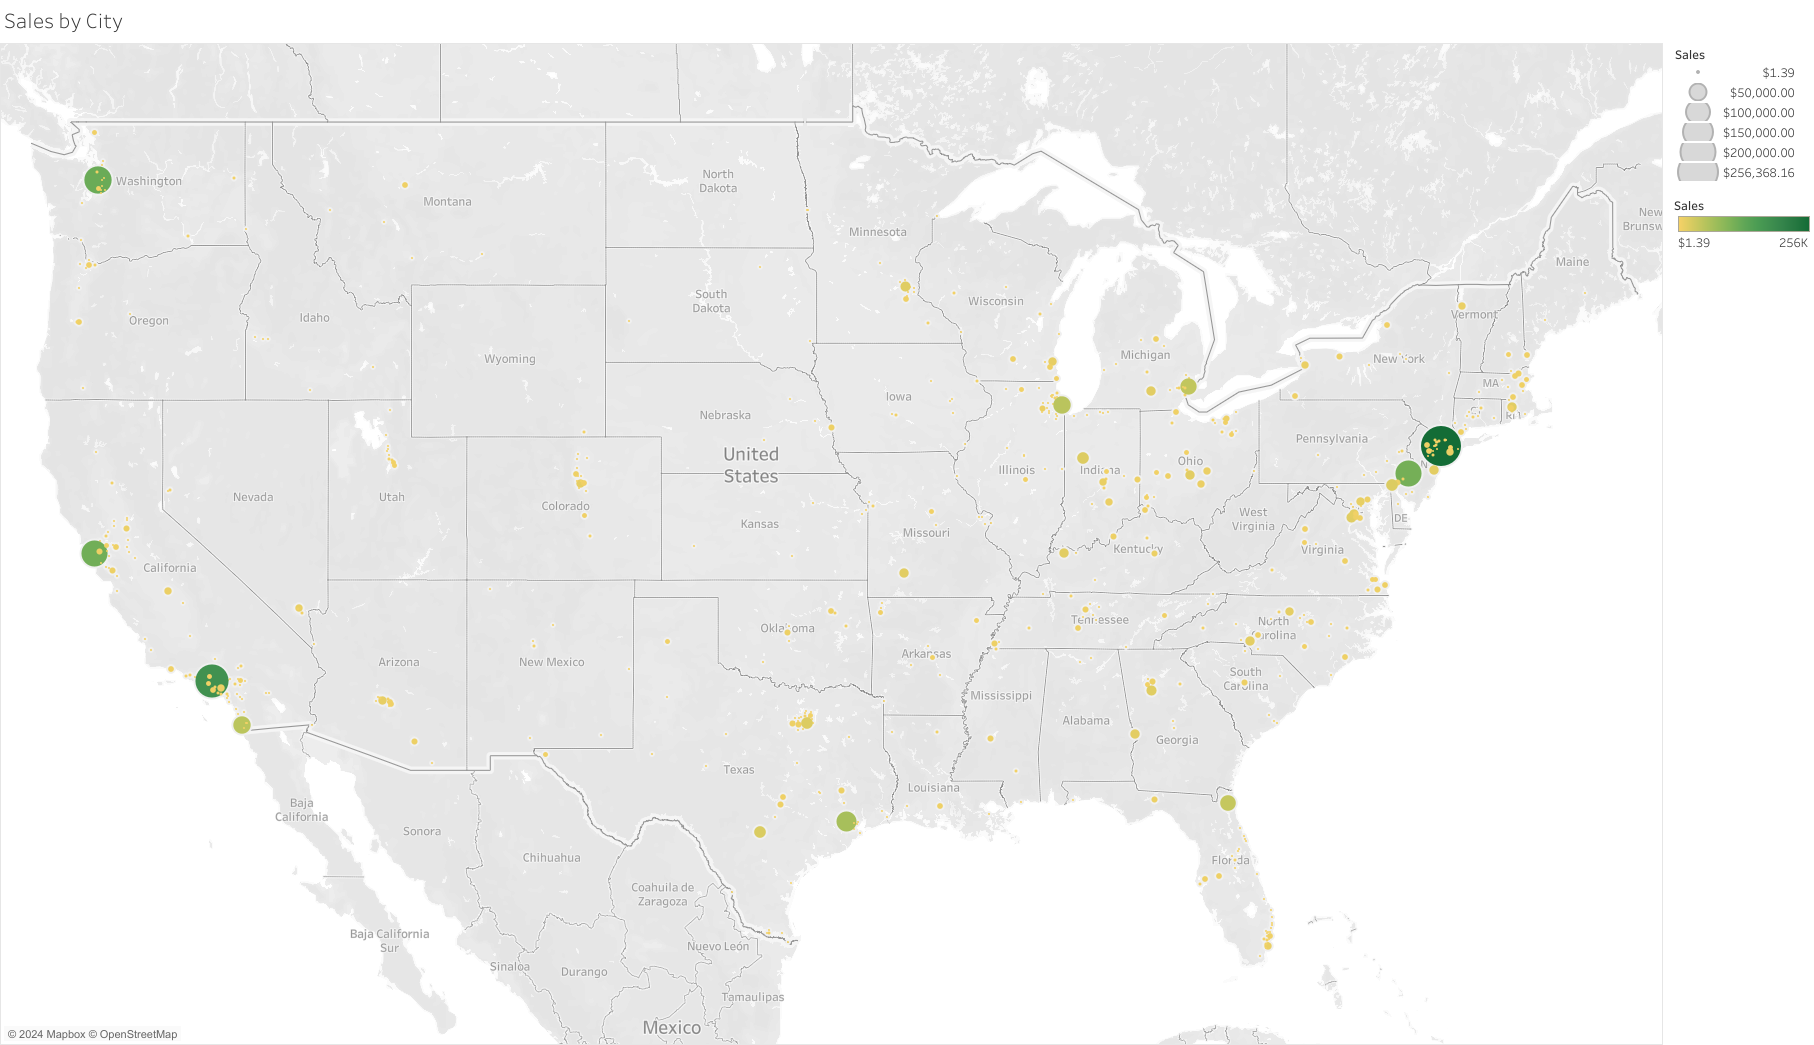 Sales by City
Sales
$1.39
$50,000.00
$100,000.00
$150,000.00
$200,000.00
$256,368.16
Sales
$1.39 256K
Washington
Montana
North
Dakota
Minnesota
New
Brunsw
Maine
Oregon
Idaho
South
Dakota
Wisconsin
Vermont
Wyoming
Michigan
New York
MA
RI
Iowa
Nebraska
Pennsylvania
United
States
Illinois
Indiana
Ohio
N
Nevada
Utah
Colorado
Kansas
Missouri
West
Virginia
DE
Kentucky
Virginia
California
Oklahoma
Tennessee
North
Carolina
Arizona
New Mexico
Arkansas
South
Carolina
Mississippi
Alabama
Georgia
Texas
Louisiana
Baja
California
Sonora
Chihuahua
Florida
Coahuila de
Zaragoza
Baja California
Sur
Nuevo León
Sinaloa
Durango
Tamaulipas
Mexico
© 2024 Mapbox © OpenStreetMap